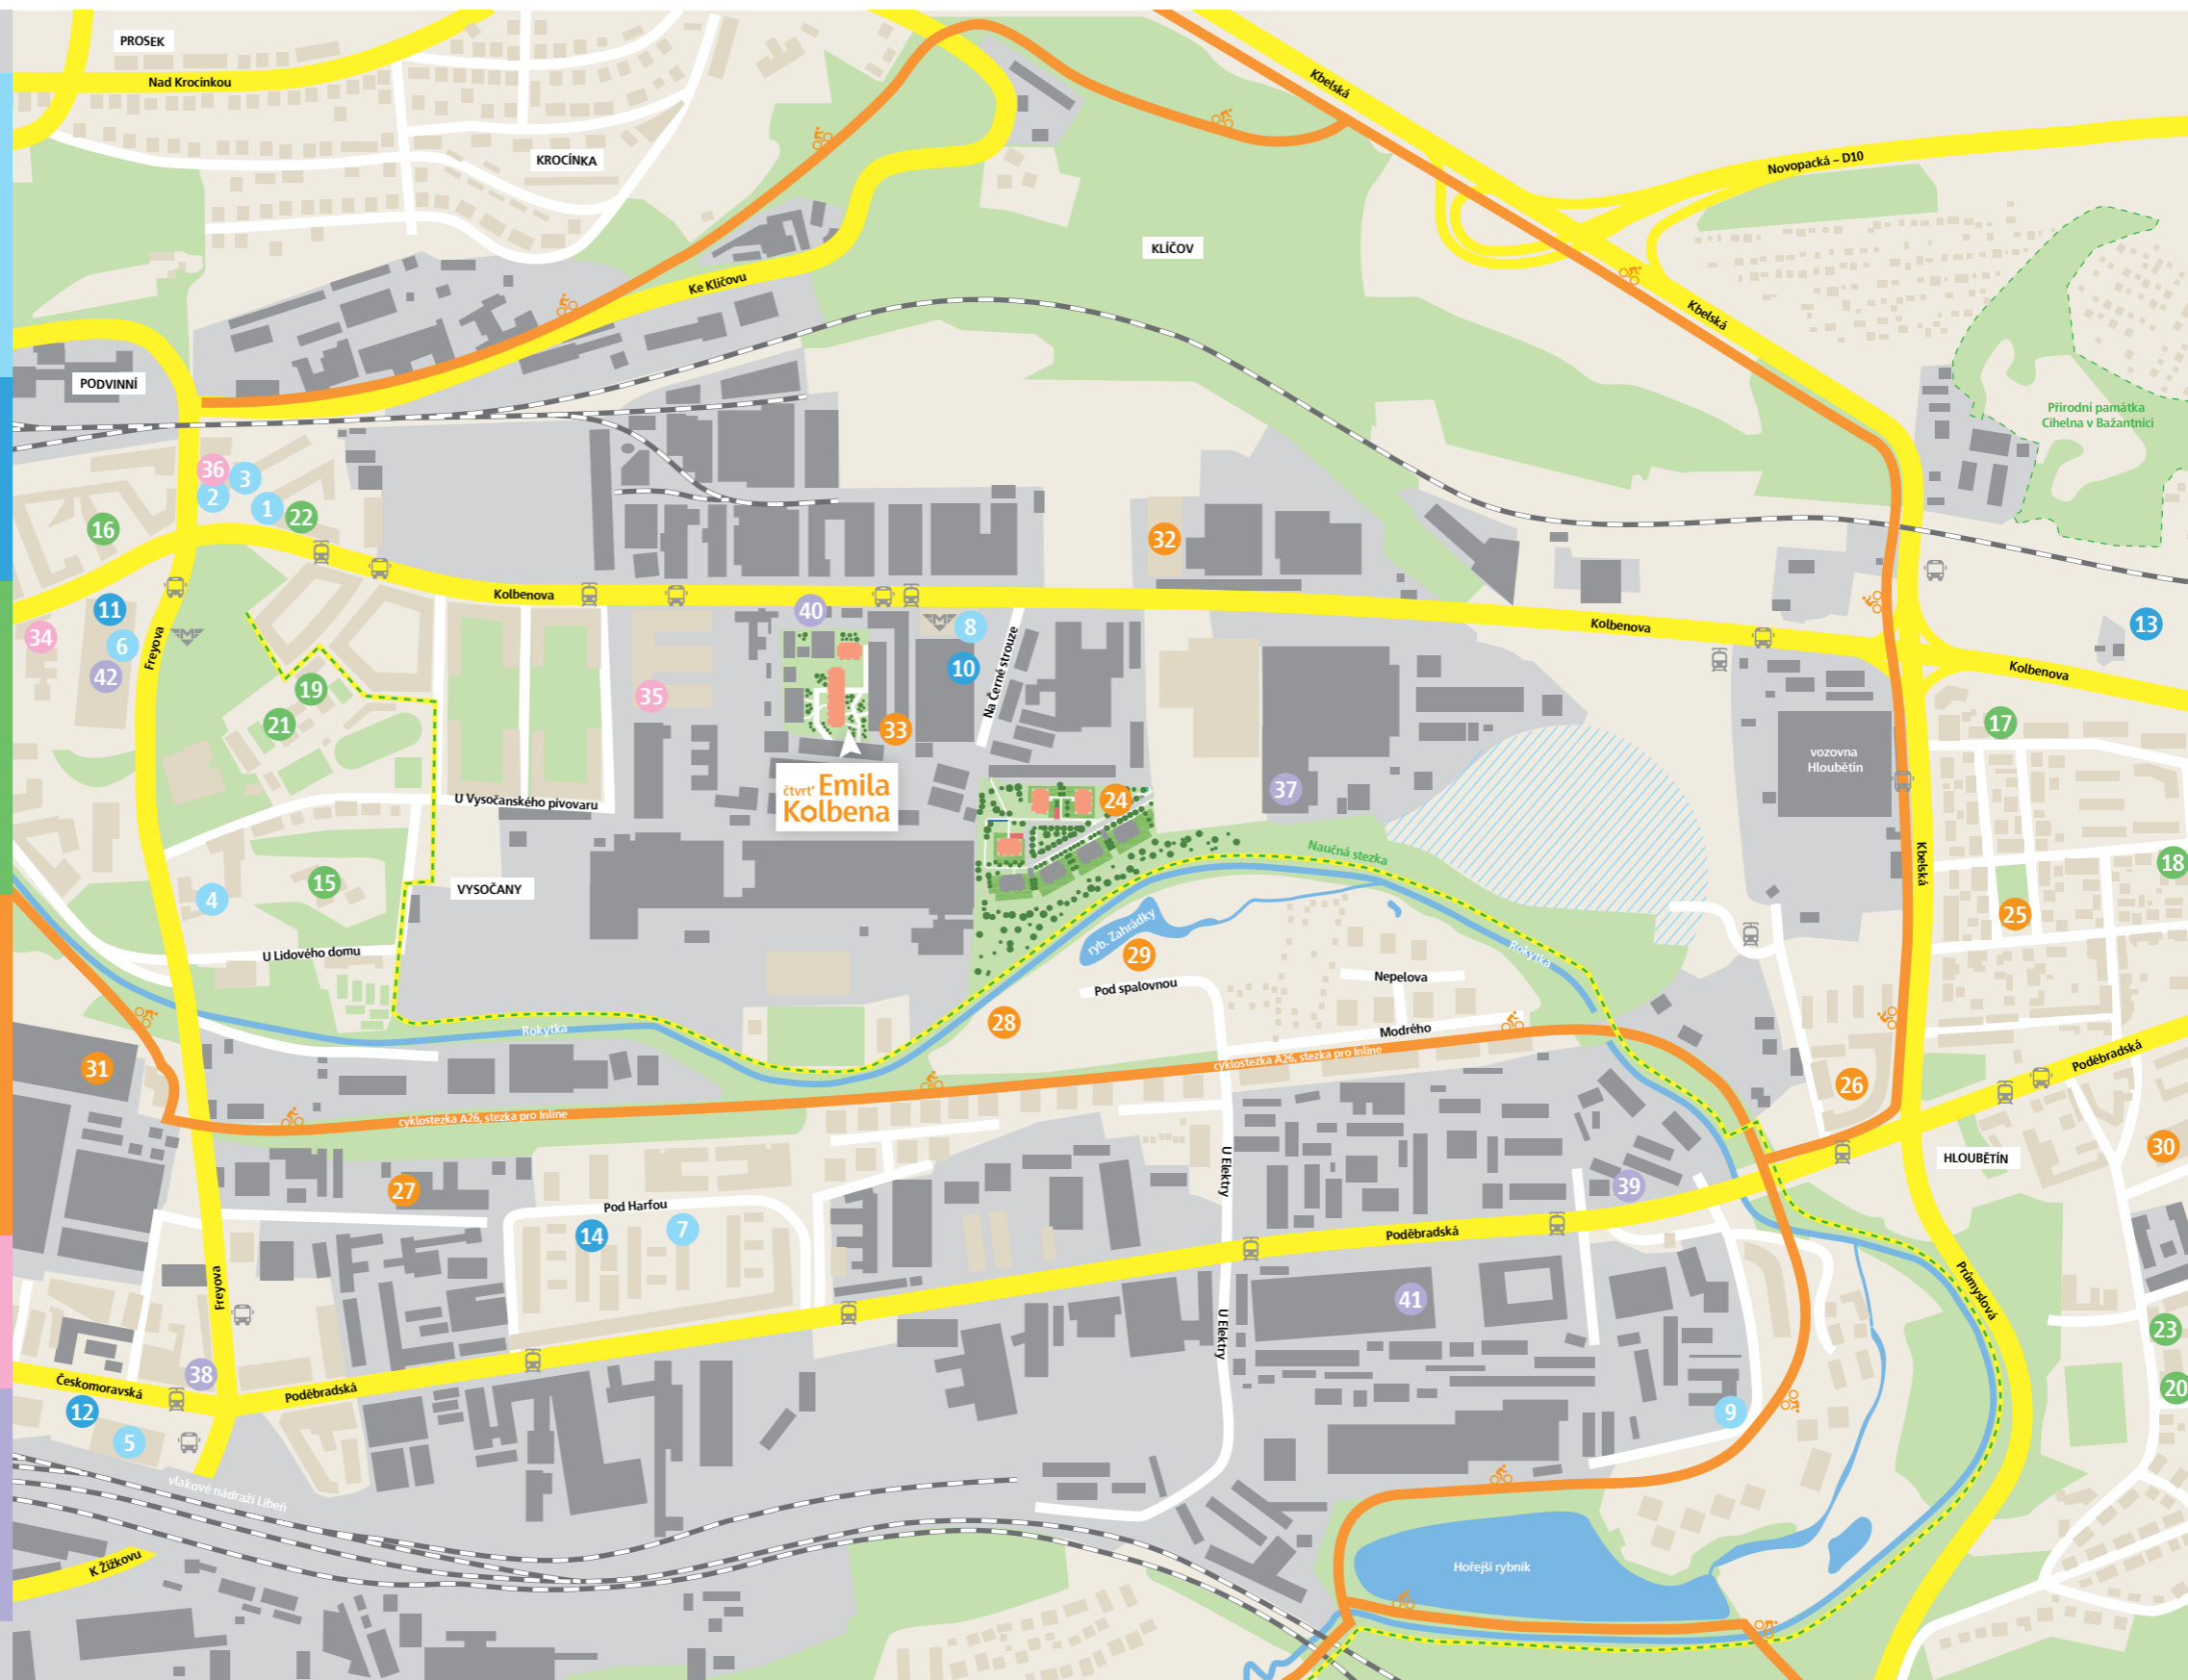 PROSEK
Nad Krocínkou
KROCÍNKA
Kbelská
Novopacká – D10
KLÍČOV
Ke Klíčovu
Kbelská
PODVINNÍ
Přírodní památka
Cihelna v Bažantnici
36
3
2
1
22
16
32
Kolbenova
11
40
8
13
34
6
Freyova
Kolbenova
10
Na Černé strouze
Kolbenova
42
19
35
21
33
17
vozovna
Hloubětín
čtvrť Emila
Kolbena
24
37
U Vysočanského pivovaru
Naučná stezka
Kbelská
18
15
VYSOČANY
4
25
ryb. Zahrádky
29
Rokytka
U Lidového domu
Nepelova
Pod spalovnou
28
Rokytka
Modrého
cyklostezka A26, stezka pro Inline
Poděbradská
31
26
cyklostezka A26, stezka pro Inline
30
HLOUBĚTÍN
U Elektry
27
39
Pod Harfou
14
7
Poděbradská
Freyova
Průmyslová
41
U Elektry
23
38
Českomoravská
Poděbradská
20
12
9
5
vlakové nádraží Libeň
K Žižkovu
Hořejší rybník